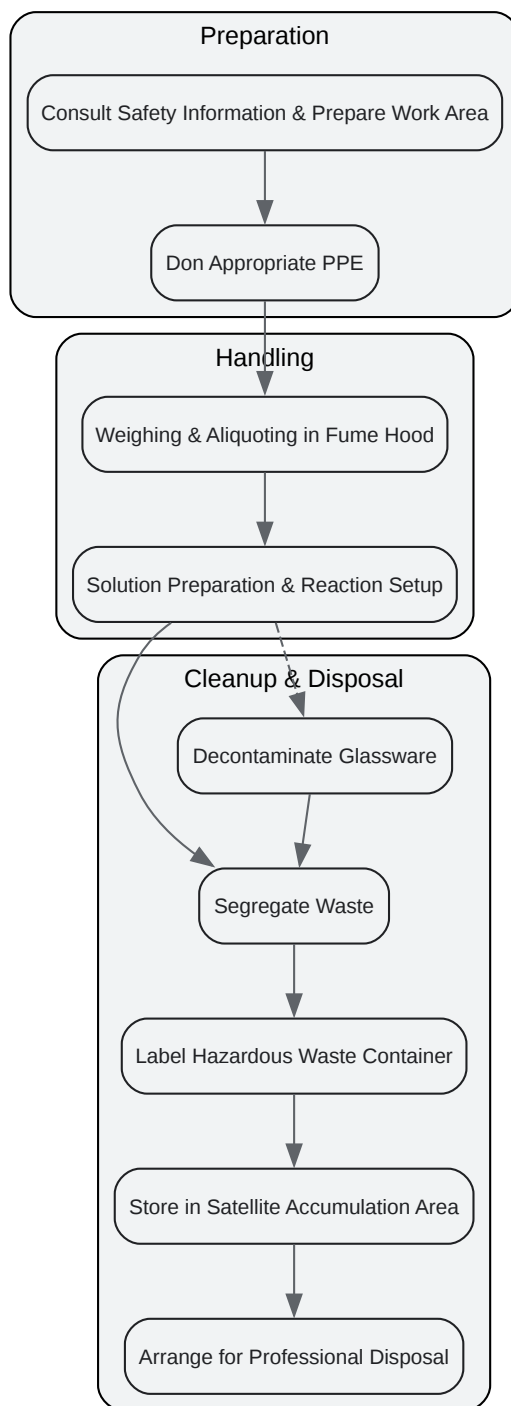 Preparation
Consult Safety Information & Prepare Work Area
Don Appropriate PPE
Handling
Weighing & Aliquoting in Fume Hood
Solution Preparation & Reaction Setup
Cleanup & Disposal
Decontaminate Glassware
Segregate Waste
Label Hazardous Waste Container
Store in Satellite Accumulation Area
Arrange for Professional Disposal